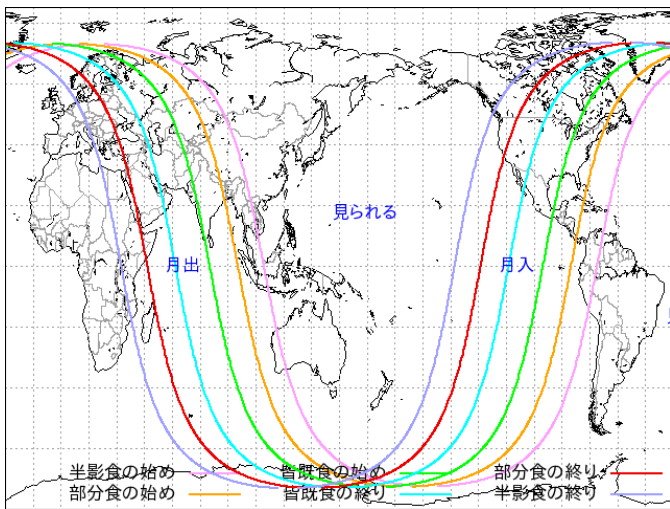 見られる
月出
月入
半影食の始め 皆既食の始め 部分食の終り
部分食の始め 皆既食の終り 半影食の終り